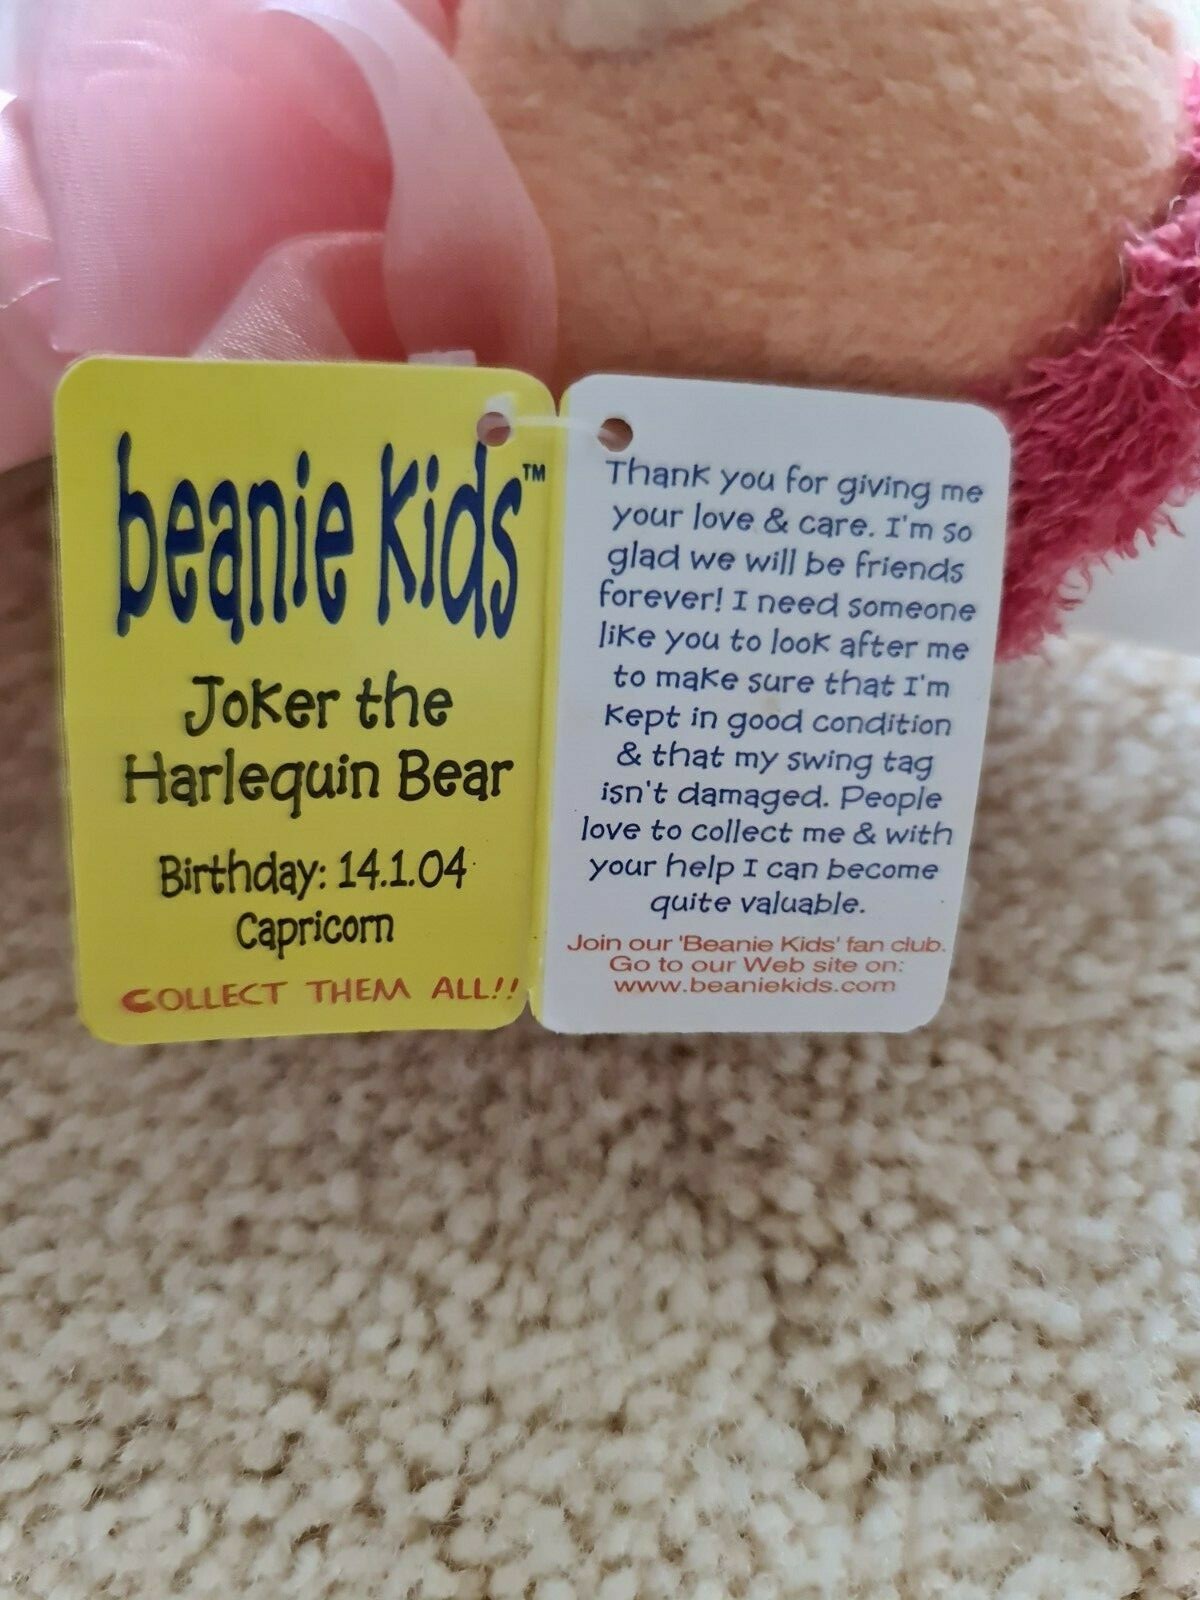 beanie Kids™
Joker the
Harlequin Bear
Birthday: 14.1.04
Capricorn
COLLECT THEM ALL!!
Thank you for giving me
your love & care. I'm so
glad we will be friends
forever! I need someone
like you to look after me
to make sure that I'm
kept in good condition
& that my swing tag
isn't damaged. People
love to collect me & with
your help I can become
quite valuable.
Join our 'Beanie Kids' fan club.
Go to our Web site on:
www.beaniekids.com